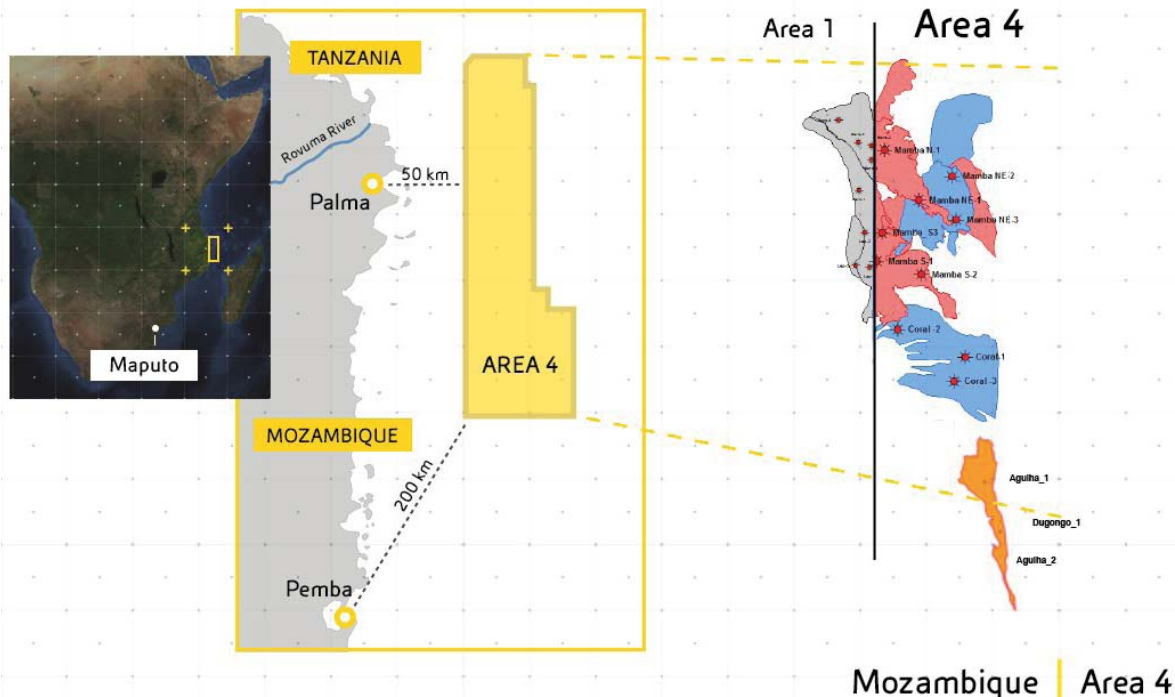 Maputo
TANZANIA
Rovuma River
50 km
Palma
AREA 4
MOZAMBIQUE
200 km
Pemba
Area 1
Area 4
Mamba N-1
Mamba NE-2
Mamba NE-1
Mamba NE-3
Mamba_S3
Mamba S-1
Mamba S-2
Coral -2
Coral-1
Coral -3
Agulha_1
Dugongo_1
Agulha_2
Mozambique | Area 4